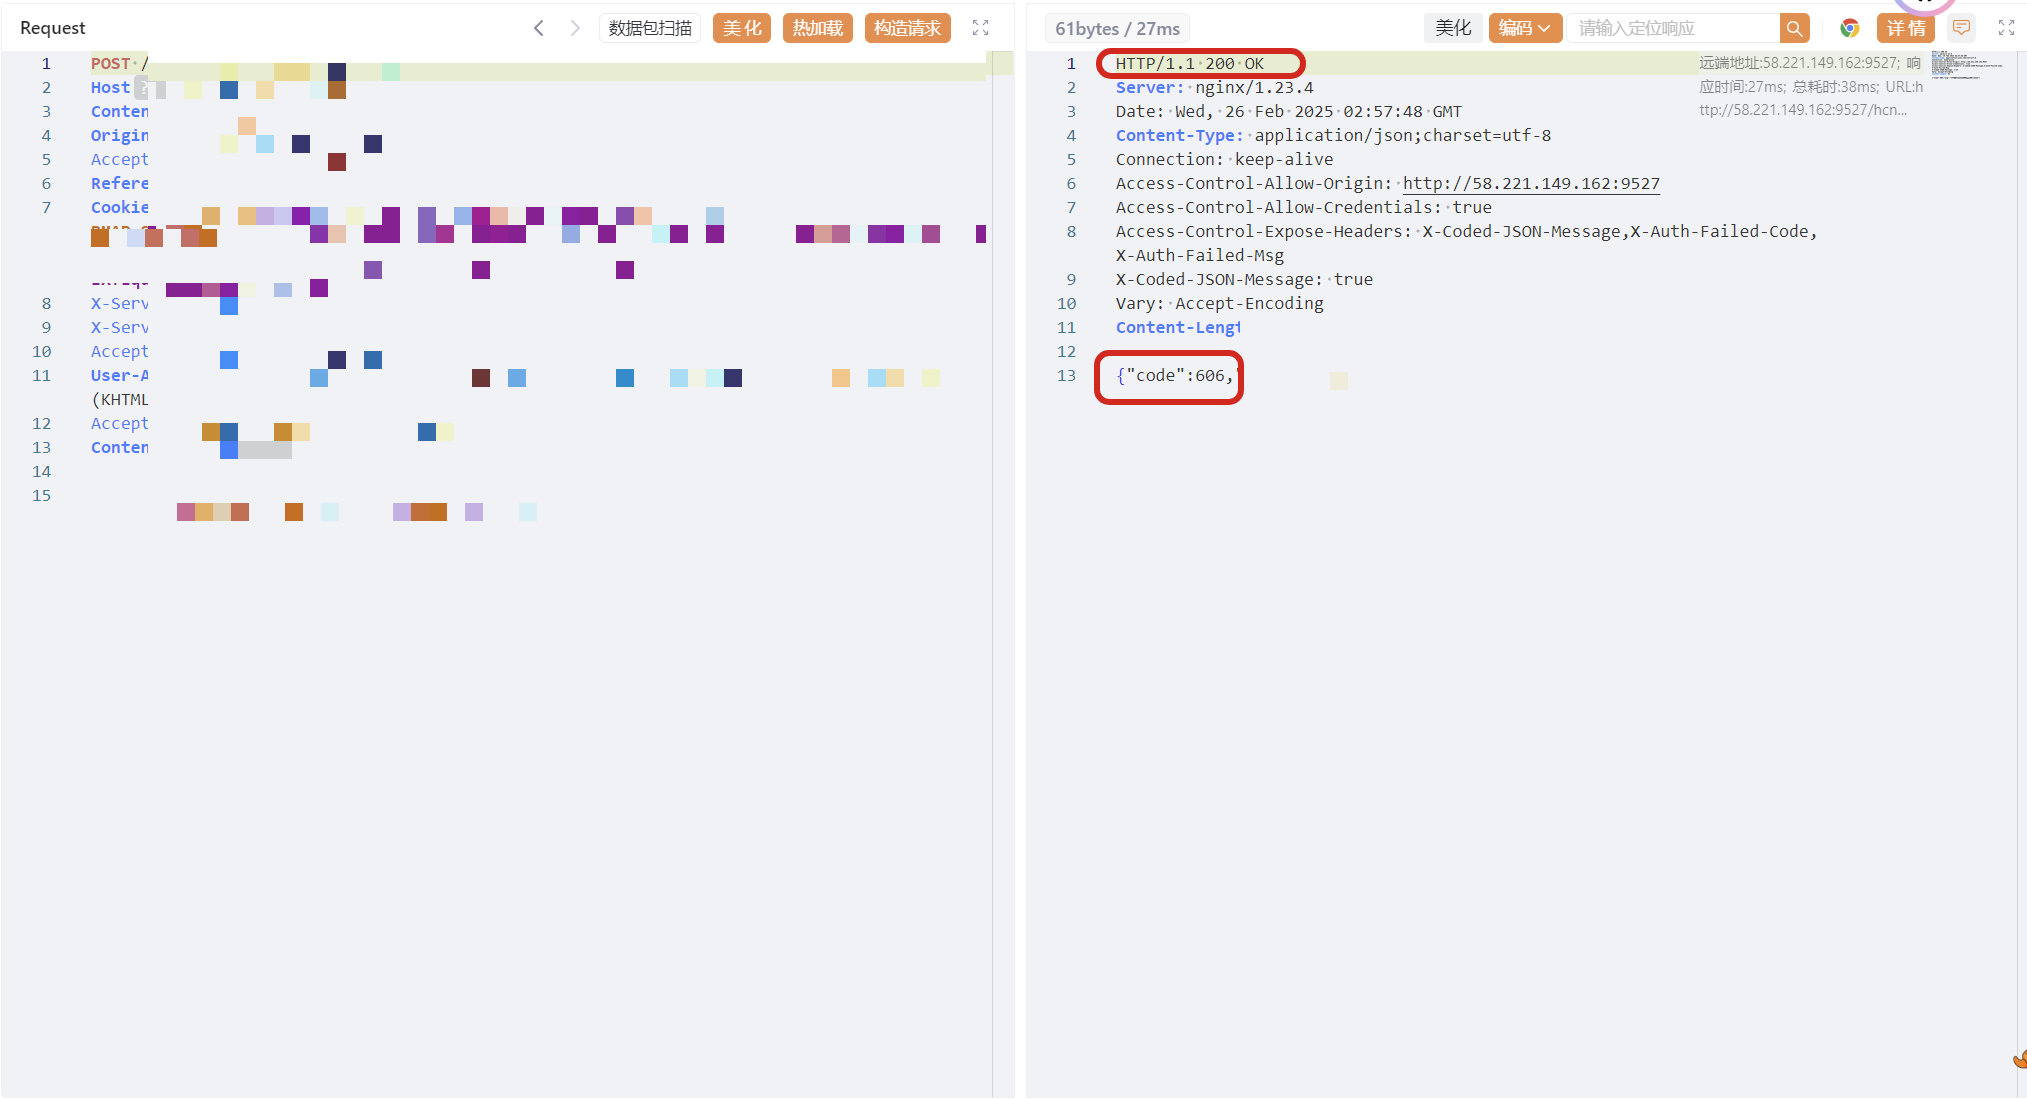 Request
数据包扫描
美 化
热加载
构造请求
1 POST /
2 Host ?
3 Conten
4 Origin
5 Accept
6 Refere
7 Cookie
8 X-Serv
9 X-Serv
10 Accept
11 User-A
(KHTML
12 Accept
13 Conten
14
15
61bytes / 27ms
美化
编码
请输入定位响应
详 情
1 HTTP/1.1 200 OK
2 Server: nginx/1.23.4
3 Date: Wed, 26 Feb 2025 02:57:48 GMT
4 Content-Type: application/json;charset=utf-8
5 Connection: keep-alive
6 Access-Control-Allow-Origin: http://58.221.149.162:9527
7 Access-Control-Allow-Credentials: true
8 Access-Control-Expose-Headers: X-Coded-JSON-Message,X-Auth-Failed-Code,
X-Auth-Failed-Msg
9 X-Coded-JSON-Message: true
10 Vary: Accept-Encoding
11 Content-Lengt
12
13 {"code":606,"
远端地址:58.221.149.162:9527; 响
应时间:27ms; 总耗时:38ms; URL:h
ttp://58.221.149.162:9527/hcn...